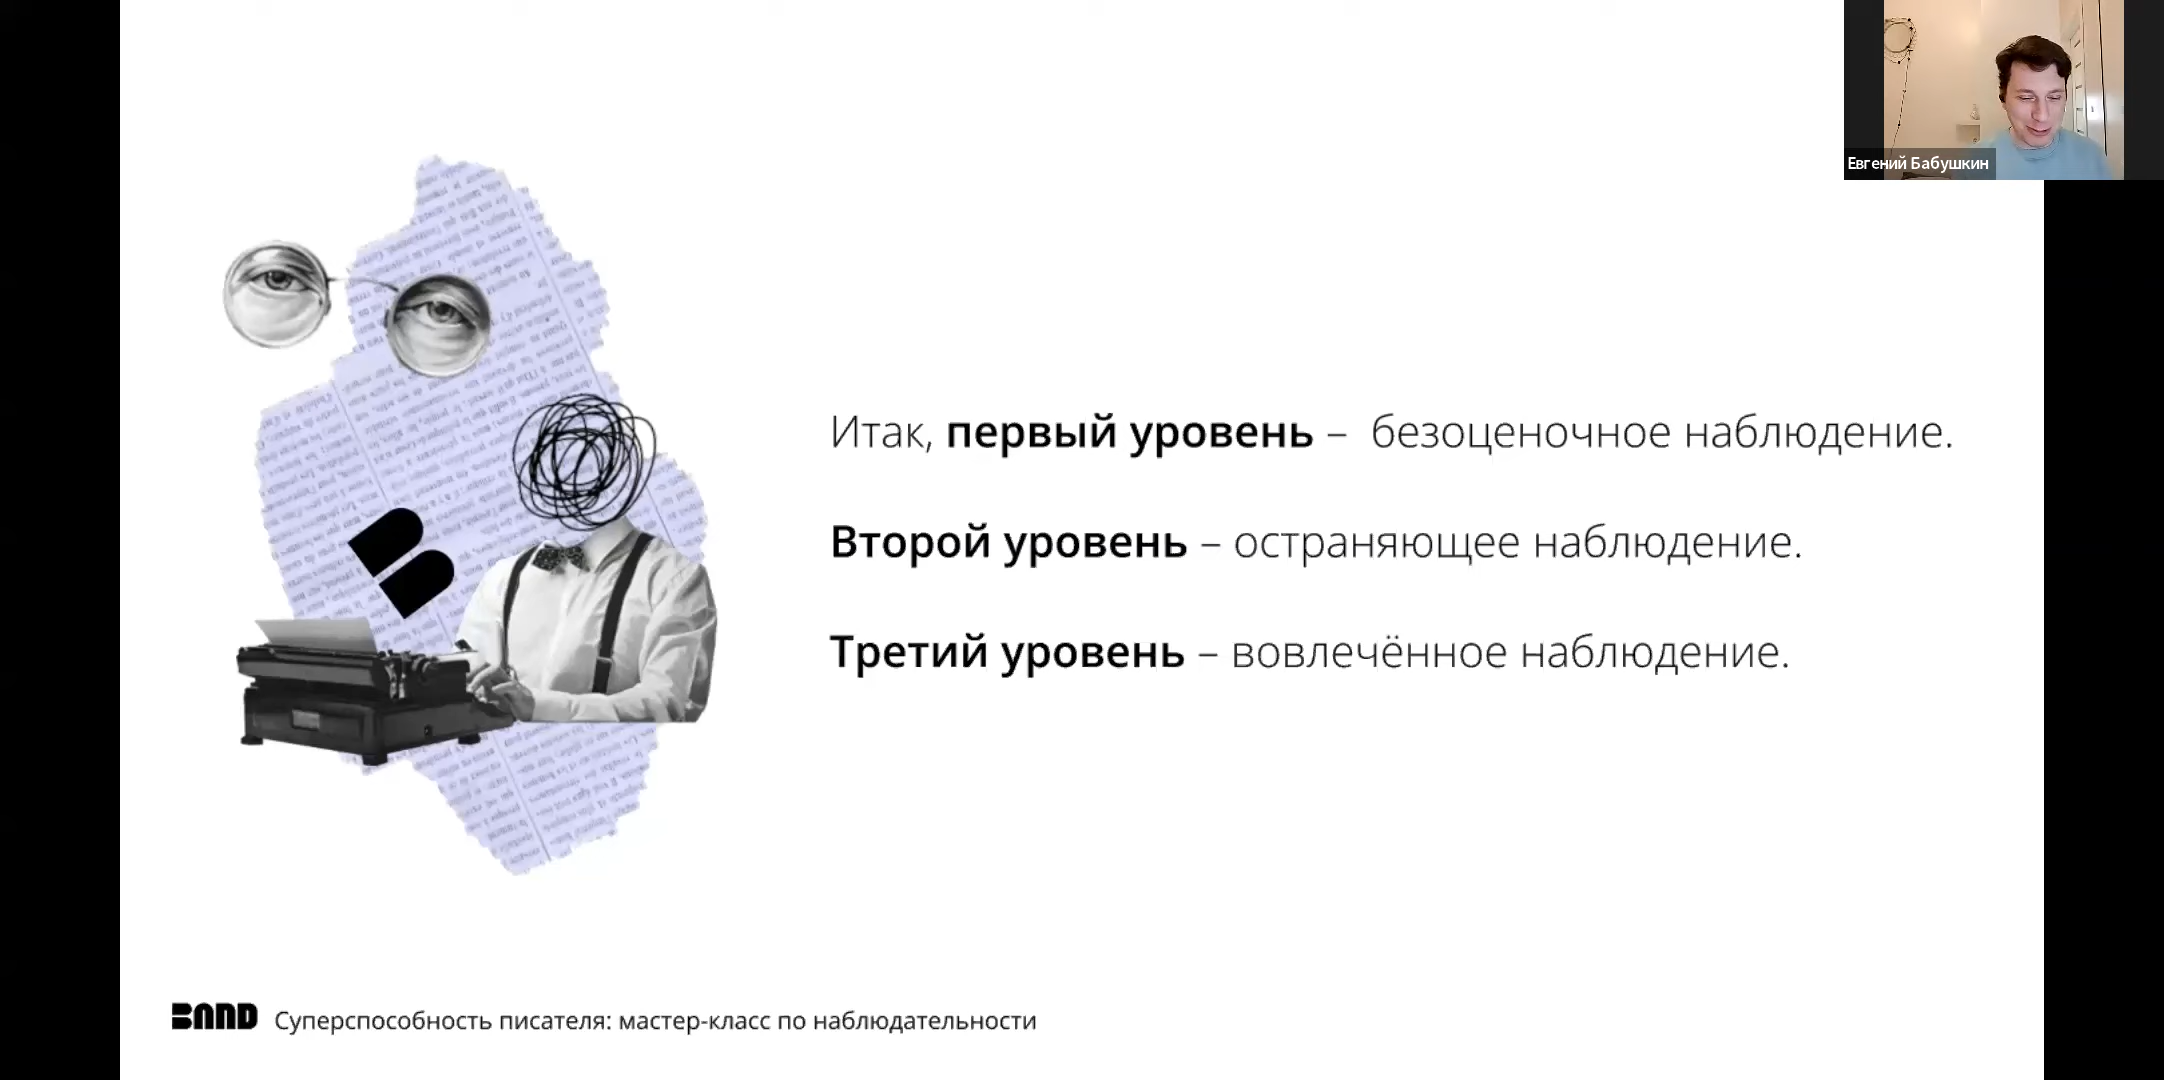 Евгений Бабушкин
Итак, первый уровень –  безоценочное наблюдение.
Второй уровень – остраняющее наблюдение.
Третий уровень – вовлечённое наблюдение.
BAND Суперспособность писателя: мастер-класс по наблюдательности